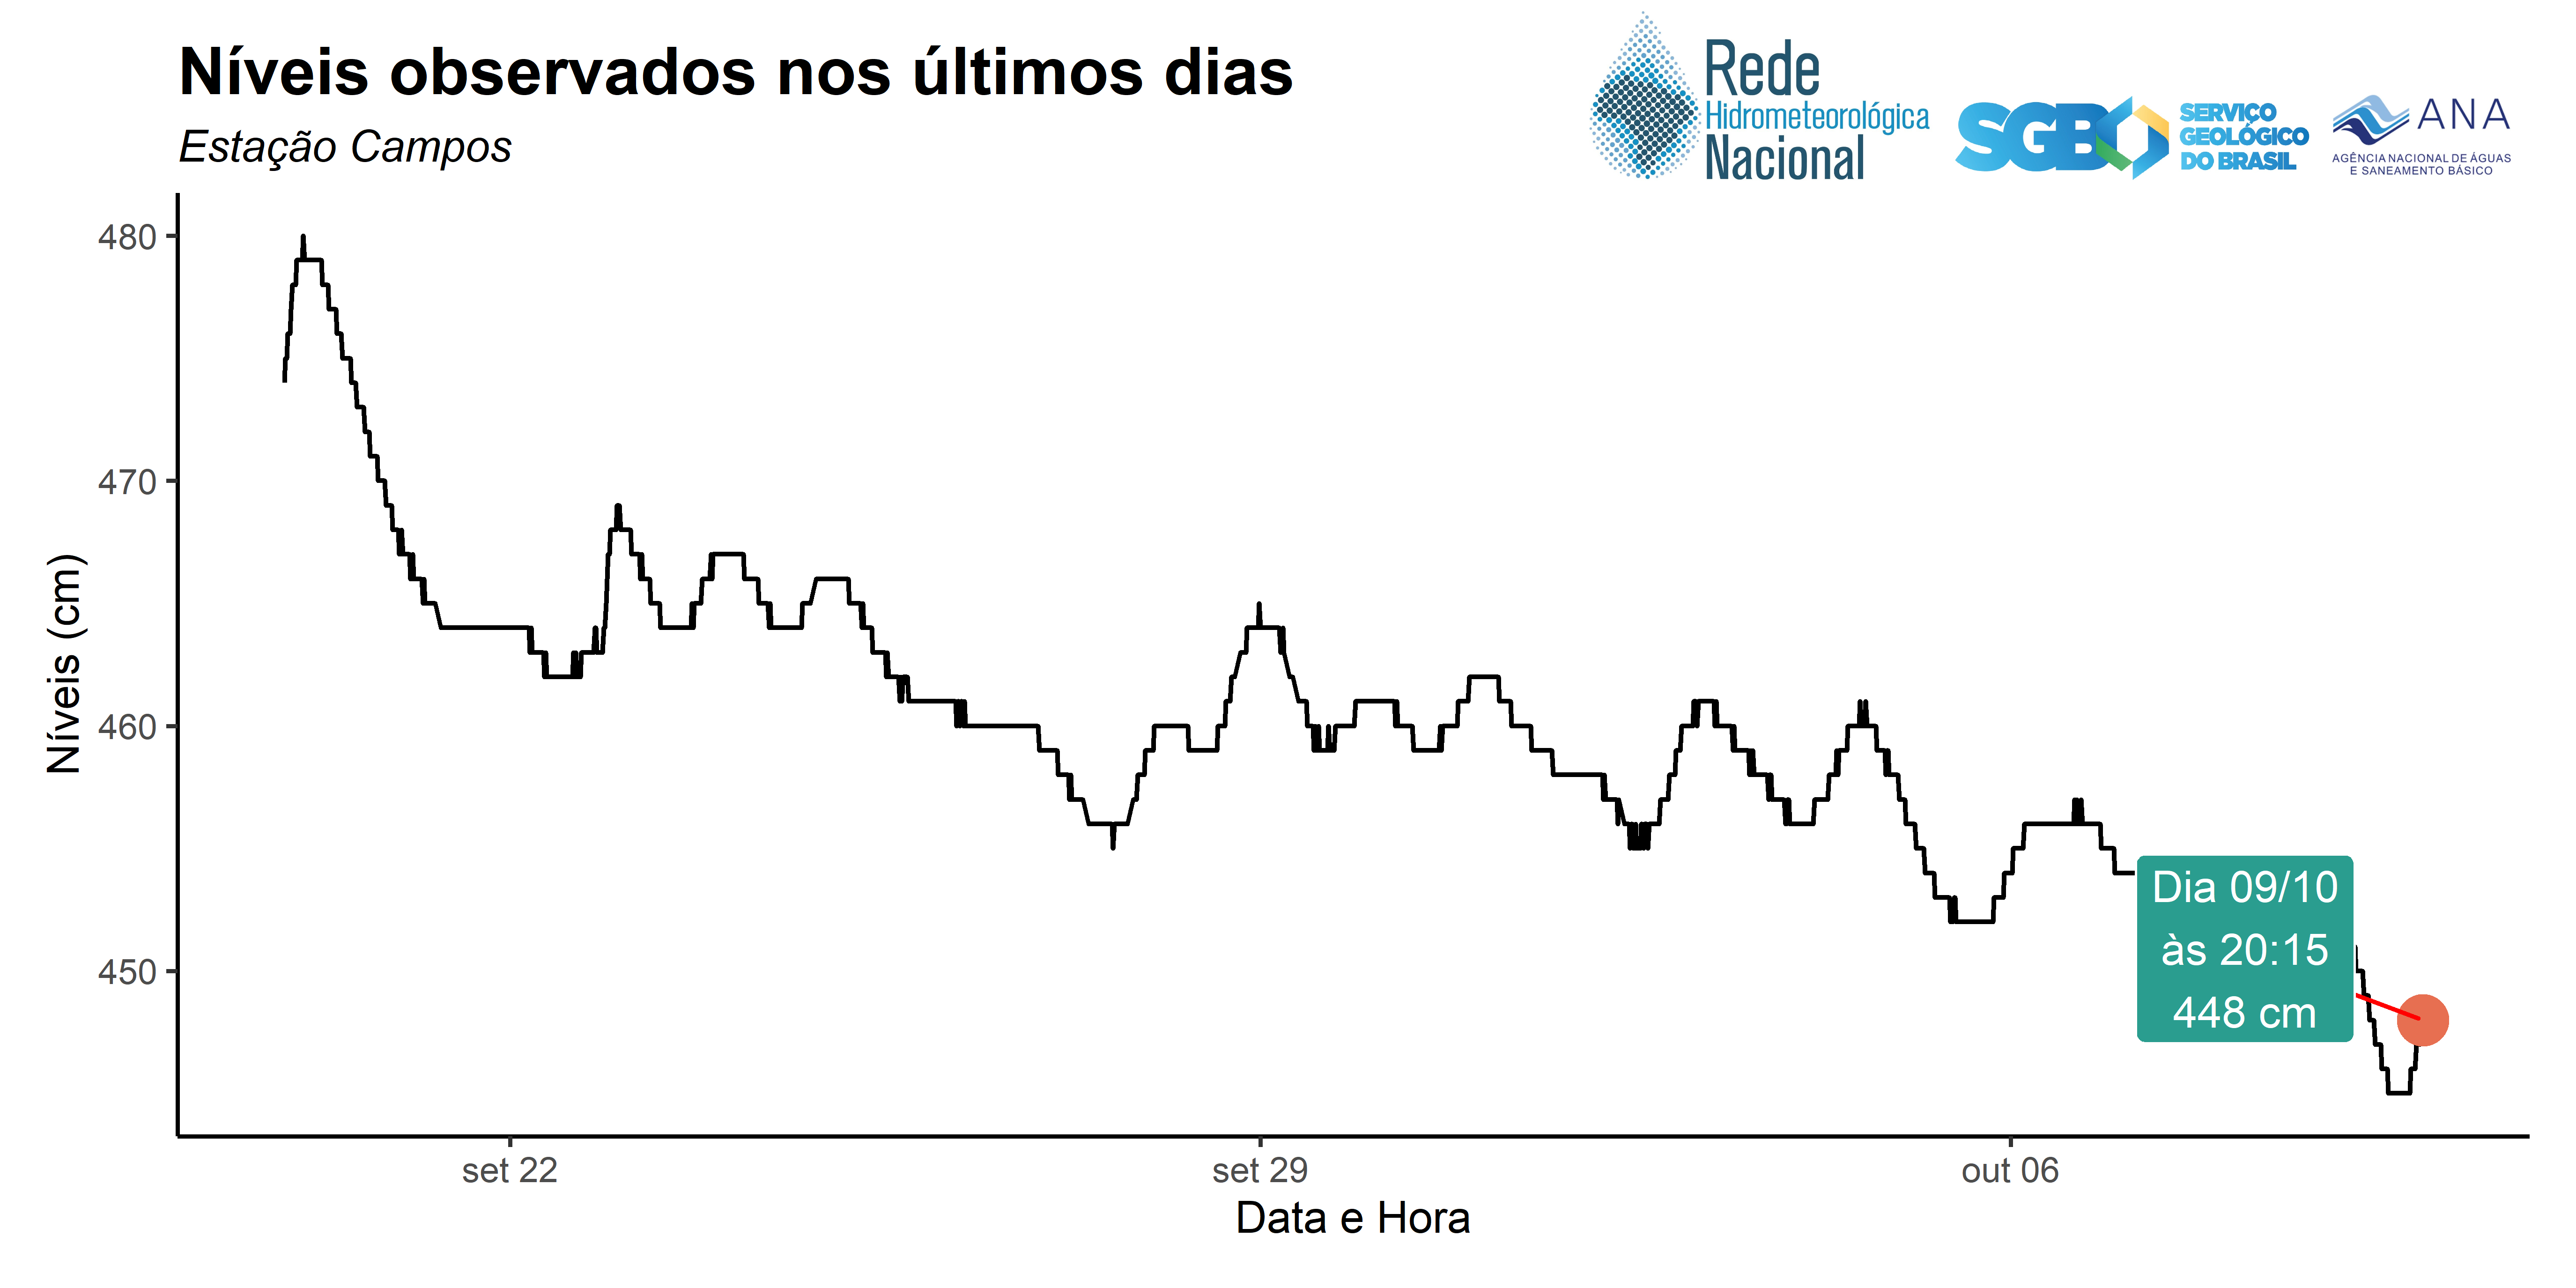 Níveis observados nos últimos dias
Estação Campos
Rede
Hidrometeorológica
Nacional
SGB
SERVIÇO
GEOLÓGICO
DO BRASIL
ANA
AGÊNCIA NACIONAL DE ÁGUAS
E SANEAMENTO BÁSICO
Níveis (cm)
480
470
460
450
Dia 09/10
às 20:15
448 cm
set 22
set 29
out 06
Data e Hora